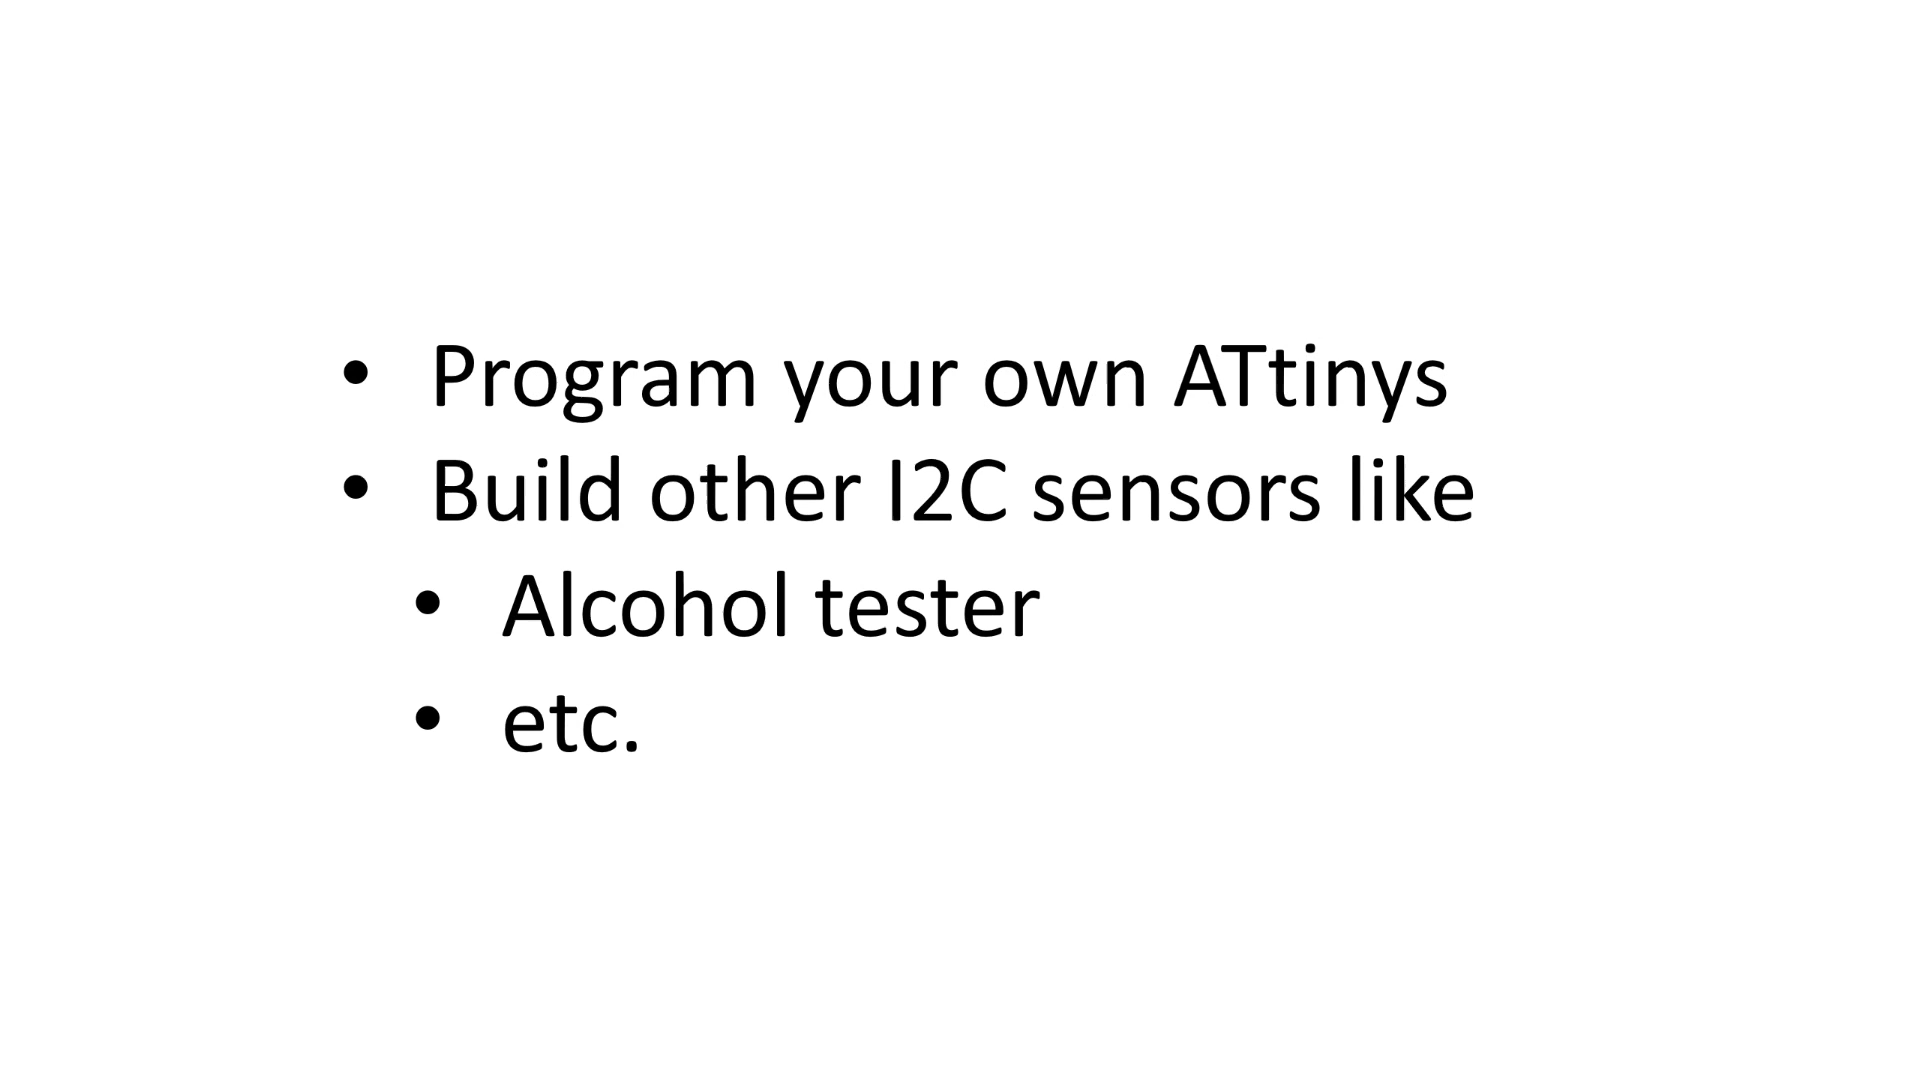 • Program your own ATtinys
• Build other I2C sensors like
• Alcohol tester
• etc.